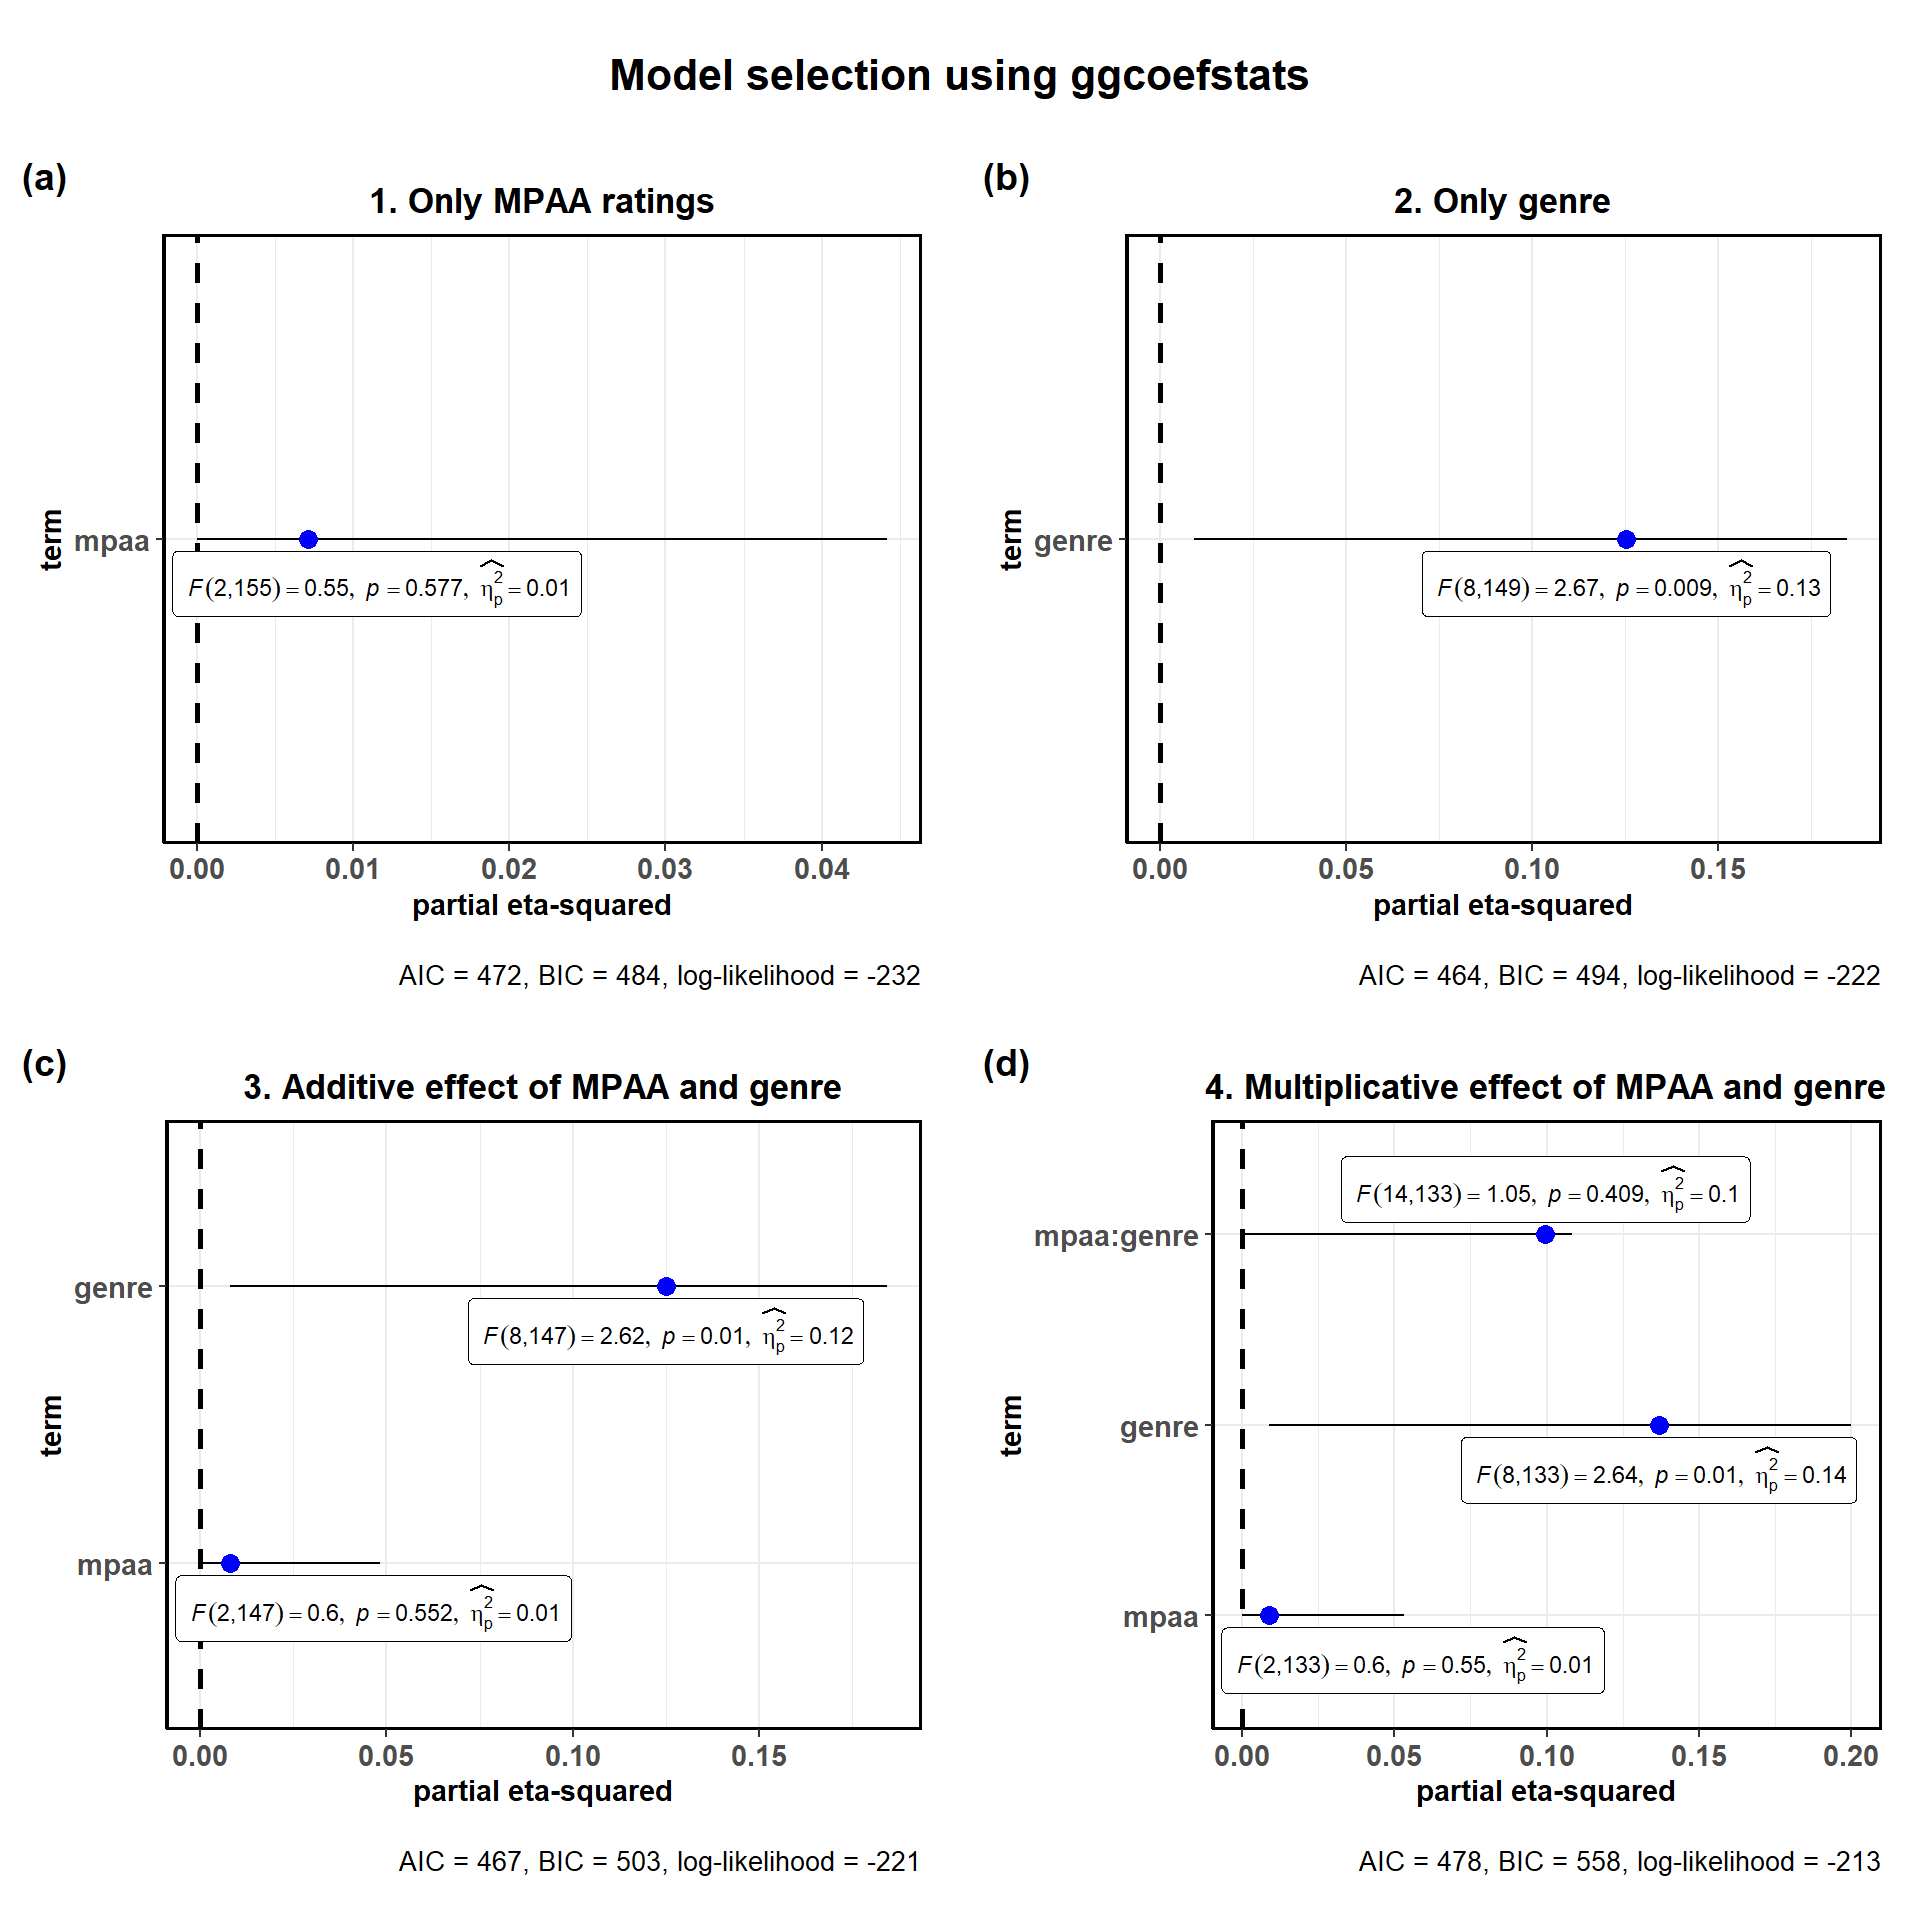 Model selection using ggcoefstats
(a)
1. Only MPAA ratings
term
mpaa
F(2,155) = 0.55, p = 0.577, η̂²ₚ = 0.01
0.00 0.01 0.02 0.03 0.04
partial eta-squared
AIC = 472, BIC = 484, log-likelihood = -232
(b)
2. Only genre
term
genre
F(8,149) = 2.67, p = 0.009, η̂²ₚ = 0.13
0.00 0.05 0.10 0.15
partial eta-squared
AIC = 464, BIC = 494, log-likelihood = -222
(c)
3. Additive effect of MPAA and genre
term
genre
F(8,147) = 2.62, p = 0.01, η̂²ₚ = 0.12
mpaa
F(2,147) = 0.6, p = 0.552, η̂²ₚ = 0.01
0.00 0.05 0.10 0.15
partial eta-squared
AIC = 467, BIC = 503, log-likelihood = -221
(d)
4. Multiplicative effect of MPAA and genre
term
F(14,133) = 1.05, p = 0.409, η̂²ₚ = 0.1
mpaa:genre
genre
F(8,133) = 2.64, p = 0.01, η̂²ₚ = 0.14
mpaa
F(2,133) = 0.6, p = 0.55, η̂²ₚ = 0.01
0.00 0.05 0.10 0.15 0.20
partial eta-squared
AIC = 478, BIC = 558, log-likelihood = -213